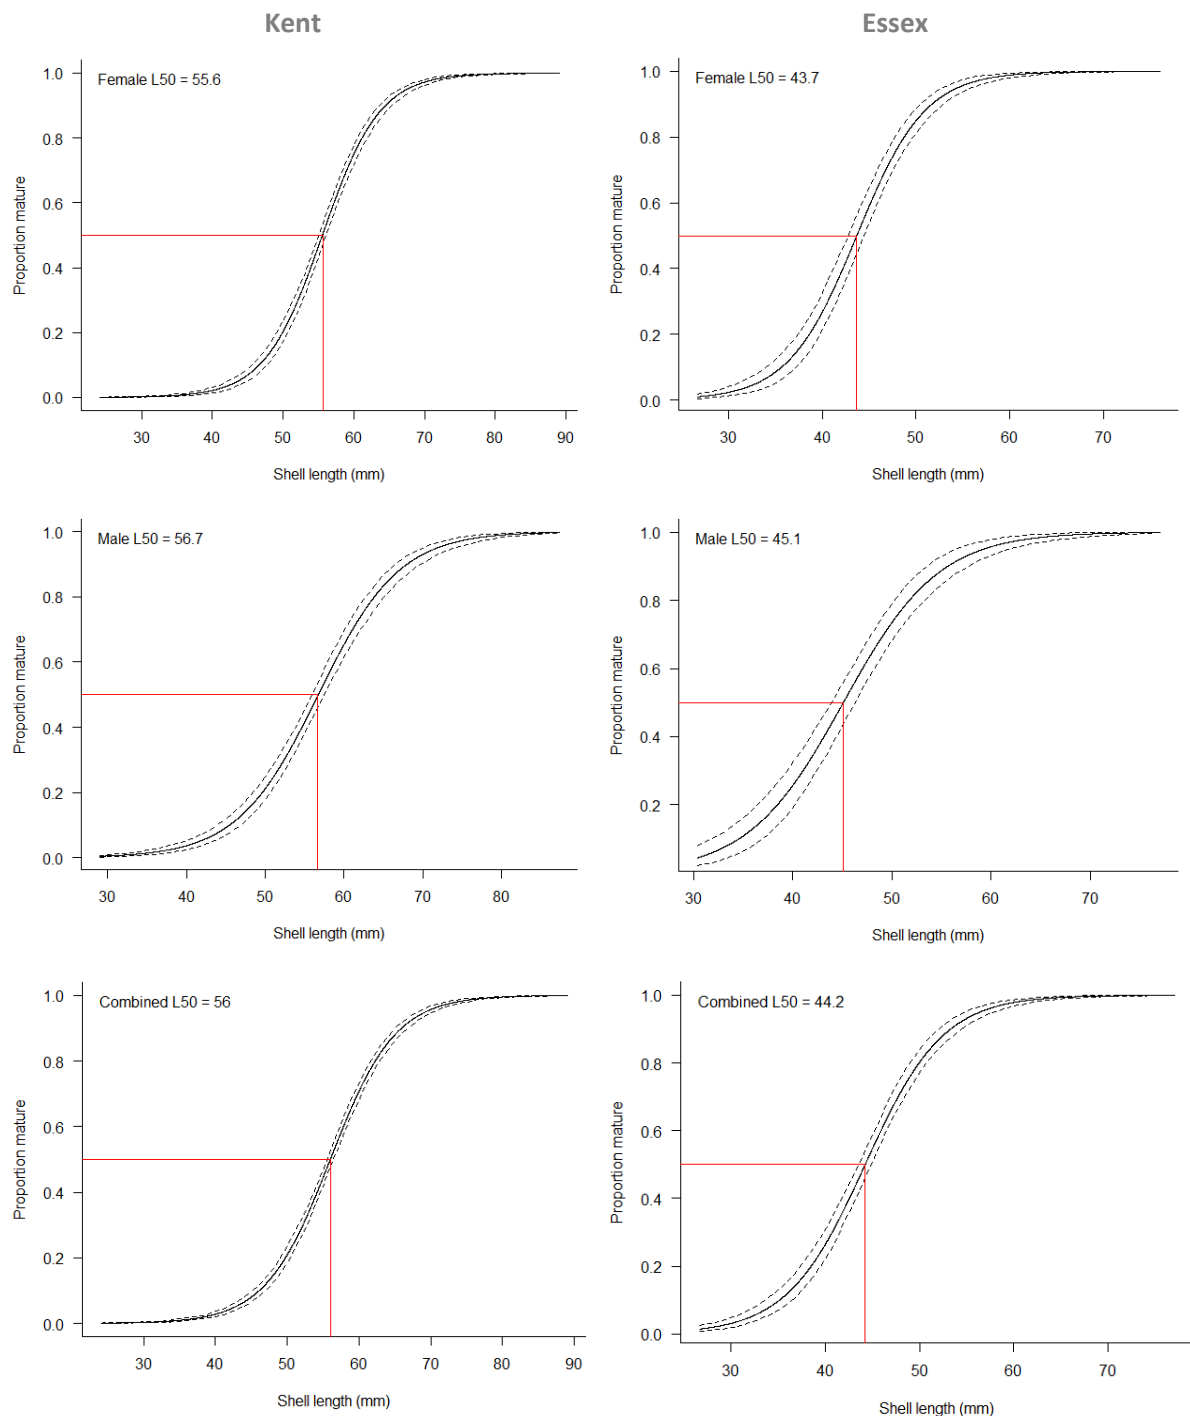 Kent
Essex
Female L50 = 55.6
1.0
0.8
0.6
0.4
0.2
0.0
Proportion mature
30 40 50 60 70 80 90
Shell length (mm)
Female L50 = 43.7
1.0
0.8
0.6
0.4
0.2
0.0
Proportion mature
30 40 50 60 70
Shell length (mm)
Male L50 = 56.7
1.0
0.8
0.6
0.4
0.2
0.0
Proportion mature
30 40 50 60 70 80
Shell length (mm)
Male L50 = 45.1
1.0
0.8
0.6
0.4
0.2
Proportion mature
30 40 50 60 70
Shell length (mm)
Combined L50 = 56
1.0
0.8
0.6
0.4
0.2
0.0
Proportion mature
30 40 50 60 70 80 90
Shell length (mm)
Combined L50 = 44.2
1.0
0.8
0.6
0.4
0.2
0.0
Proportion mature
30 40 50 60 70
Shell length (mm)